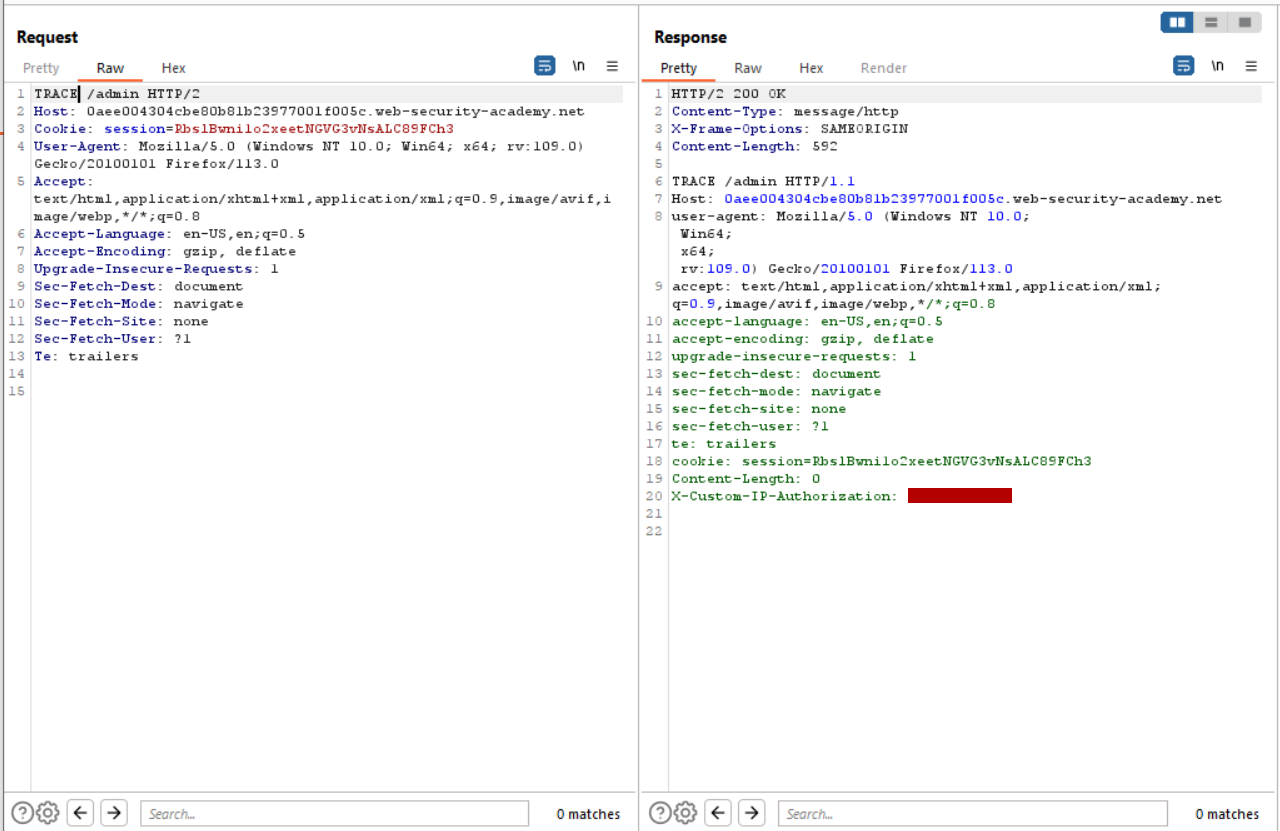 Request
Pretty Raw Hex \n
1 TRACE /admin HTTP/2
2 Host: 0aee004304cbe80b81b23977001f005c.web-security-academy.net
3 Cookie: session=RbslBwnilo2xeetNGVG3vNsALC89FCh3
4 User-Agent: Mozilla/5.0 (Windows NT 10.0; Win64; x64; rv:109.0)
Gecko/20100101 Firefox/113.0
5 Accept:
text/html,application/xhtml+xml,application/xml;q=0.9,image/avif,i
mage/webp,*/*;q=0.8
6 Accept-Language: en-US,en;q=0.5
7 Accept-Encoding: gzip, deflate
8 Upgrade-Insecure-Requests: 1
9 Sec-Fetch-Dest: document
10 Sec-Fetch-Mode: navigate
11 Sec-Fetch-Site: none
12 Sec-Fetch-User: ?1
13 Te: trailers
14
15
Search...
0 matches
Response
Pretty Raw Hex Render \n
1 HTTP/2 200 OK
2 Content-Type: message/http
3 X-Frame-Options: SAMEORIGIN
4 Content-Length: 592
5
6 TRACE /admin HTTP/1.1
7 Host: 0aee004304cbe80b81b23977001f005c.web-security-academy.net
8 user-agent: Mozilla/5.0 (Windows NT 10.0;
Win64;
x64;
rv:109.0) Gecko/20100101 Firefox/113.0
9 accept: text/html,application/xhtml+xml,application/xml;
q=0.9,image/avif,image/webp,*/*;q=0.8
10 accept-language: en-US,en;q=0.5
11 accept-encoding: gzip, deflate
12 upgrade-insecure-requests: 1
13 sec-fetch-dest: document
14 sec-fetch-mode: navigate
15 sec-fetch-site: none
16 sec-fetch-user: ?1
17 te: trailers
18 cookie: session=RbslBwnilo2xeetNGVG3vNsALC89FCh3
19 Content-Length: 0
20 X-Custom-IP-Authorization:
21
22
Search...
0 matches